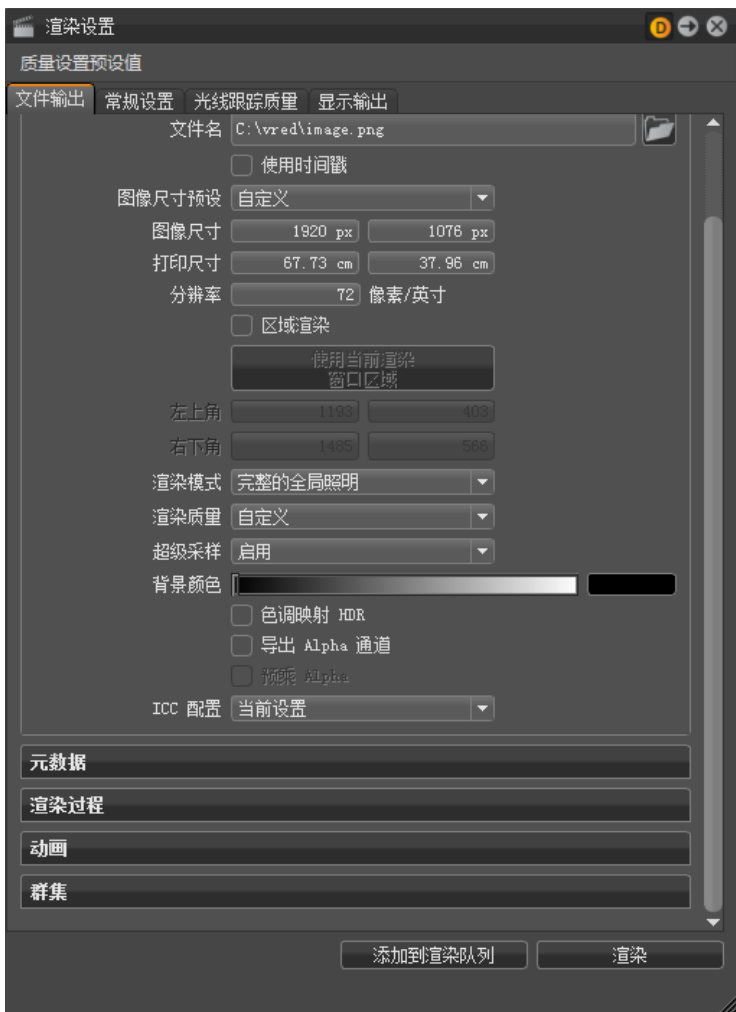 渲染设置
D
质量设置预设值
文件输出 常规设置 光线跟踪质量 显示输出
文件名 C:\vred\image.png
使用时间戳
图像尺寸预设 自定义
图像尺寸 1920 px 1076 px
打印尺寸 67.73 cm 37.96 cm
分辨率 72 像素/英寸
区域渲染
使用当前渲染
窗口区域
左上角 1193 403
右下角 1485 566
渲染模式 完整的全局照明
渲染质量 自定义
超级采样 启用
背景颜色
色调映射 HDR
导出 Alpha 通道
预乘 Alpha
ICC 配置 当前设置
元数据
渲染过程
动画
群集
添加到渲染队列 渲染